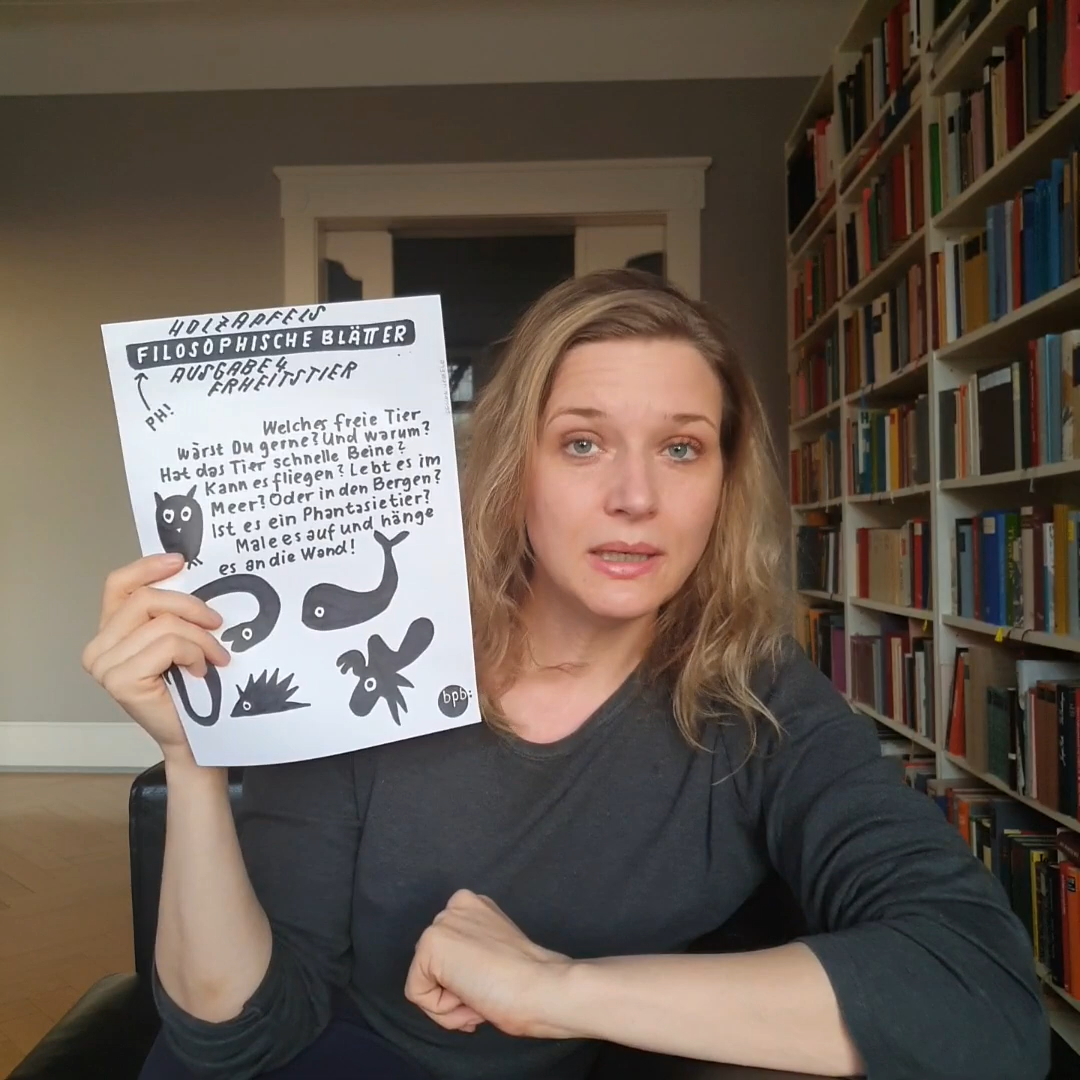 HOLZAPFELS
FILOSOPHISCHE BLÄTTER
AUSGABE 4
FRHEITSTIER
PH!
Welches freie Tier
wärst Du gerne? Und warum?
Hat das Tier schnelle Beine?
Kann es fliegen? Lebt es im
Meer? Oder in den Bergen?
Ist es ein Phantasietier?
Male es auf und hänge
es an die Wand!
bpb: